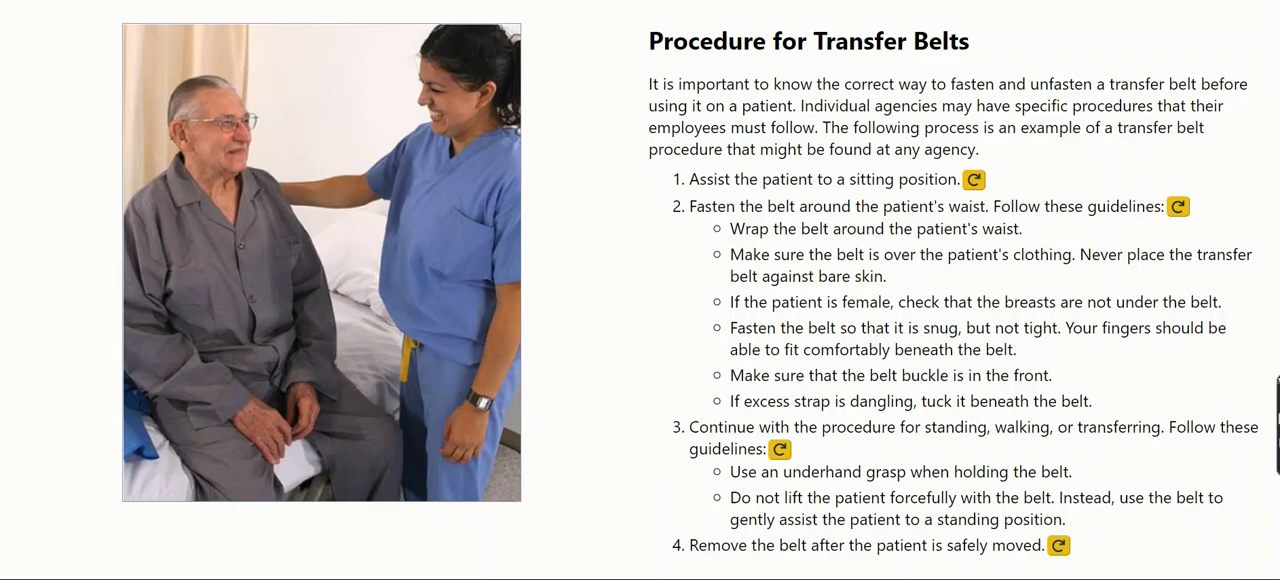 Procedure for Transfer Belts
It is important to know the correct way to fasten and unfasten a transfer belt before
using it on a patient. Individual agencies may have specific procedures that their
employees must follow. The following process is an example of a transfer belt
procedure that might be found at any agency.
1. Assist the patient to a sitting position.
2. Fasten the belt around the patient's waist. Follow these guidelines:
Wrap the belt around the patient's waist.
Make sure the belt is over the patient's clothing. Never place the transfer
belt against bare skin.
If the patient is female, check that the breasts are not under the belt.
Fasten the belt so that it is snug, but not tight. Your fingers should be
able to fit comfortably beneath the belt.
Make sure that the belt buckle is in the front.
If excess strap is dangling, tuck it beneath the belt.
3. Continue with the procedure for standing, walking, or transferring. Follow these
guidelines:
Use an underhand grasp when holding the belt.
Do not lift the patient forcefully with the belt. Instead, use the belt to
gently assist the patient to a standing position.
4. Remove the belt after the patient is safely moved.